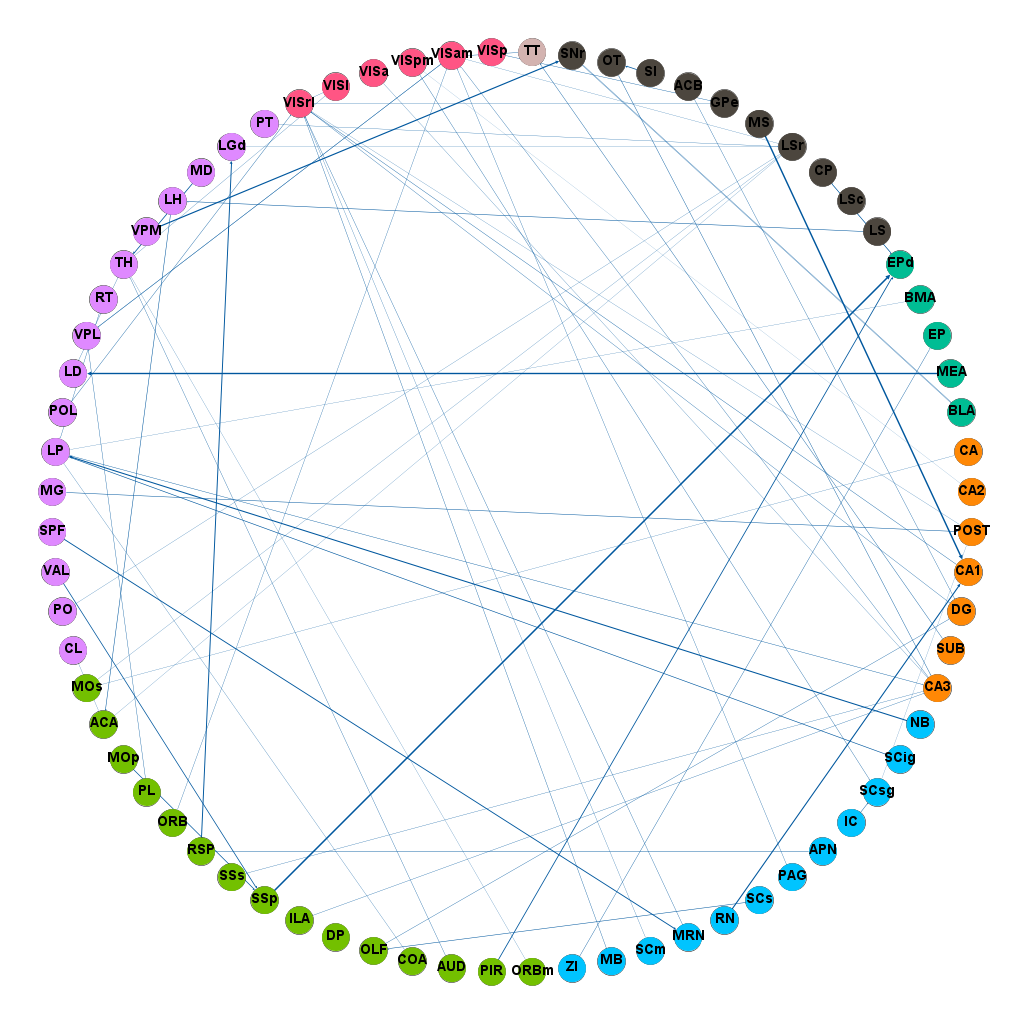 VISp
TT
SNr
OT
SI
ACB
GPe
MS
LSr
CP
LSc
LS
EPd
BMA
EP
MEA
BLA
CA
CA2
POST
CA1
DG
SUB
CA3
NB
SCig
SCsg
IC
APN
PAG
SCs
RN
MRN
SCm
MB
ZI
ORBm
PIR
AUD
COA
OLF
DP
ILA
SSp
SSs
RSP
ORB
PL
MOp
ACA
MOs
CL
PO
VAL
SPF
MG
LP
POL
LD
VPL
RT
TH
VPM
LH
MD
LGd
PT
VISrl
VISl
VISa
VISpm
VISam